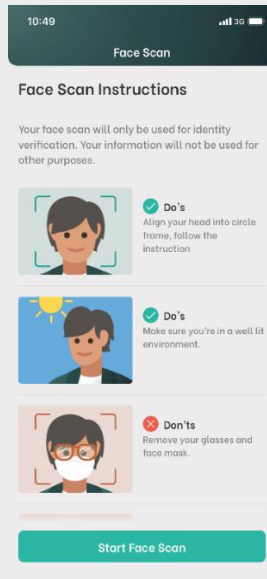 10:49
3G
Face Scan
Face Scan Instructions
Your face scan will only be used for identity
verification. Your information will not be used for
other purposes.
Do's
Align your head into circle
frame, follow the
instruction
Do's
Make sure you're in a well lit
environment.
Don'ts
Remove your glasses and
face mask.
Start Face Scan